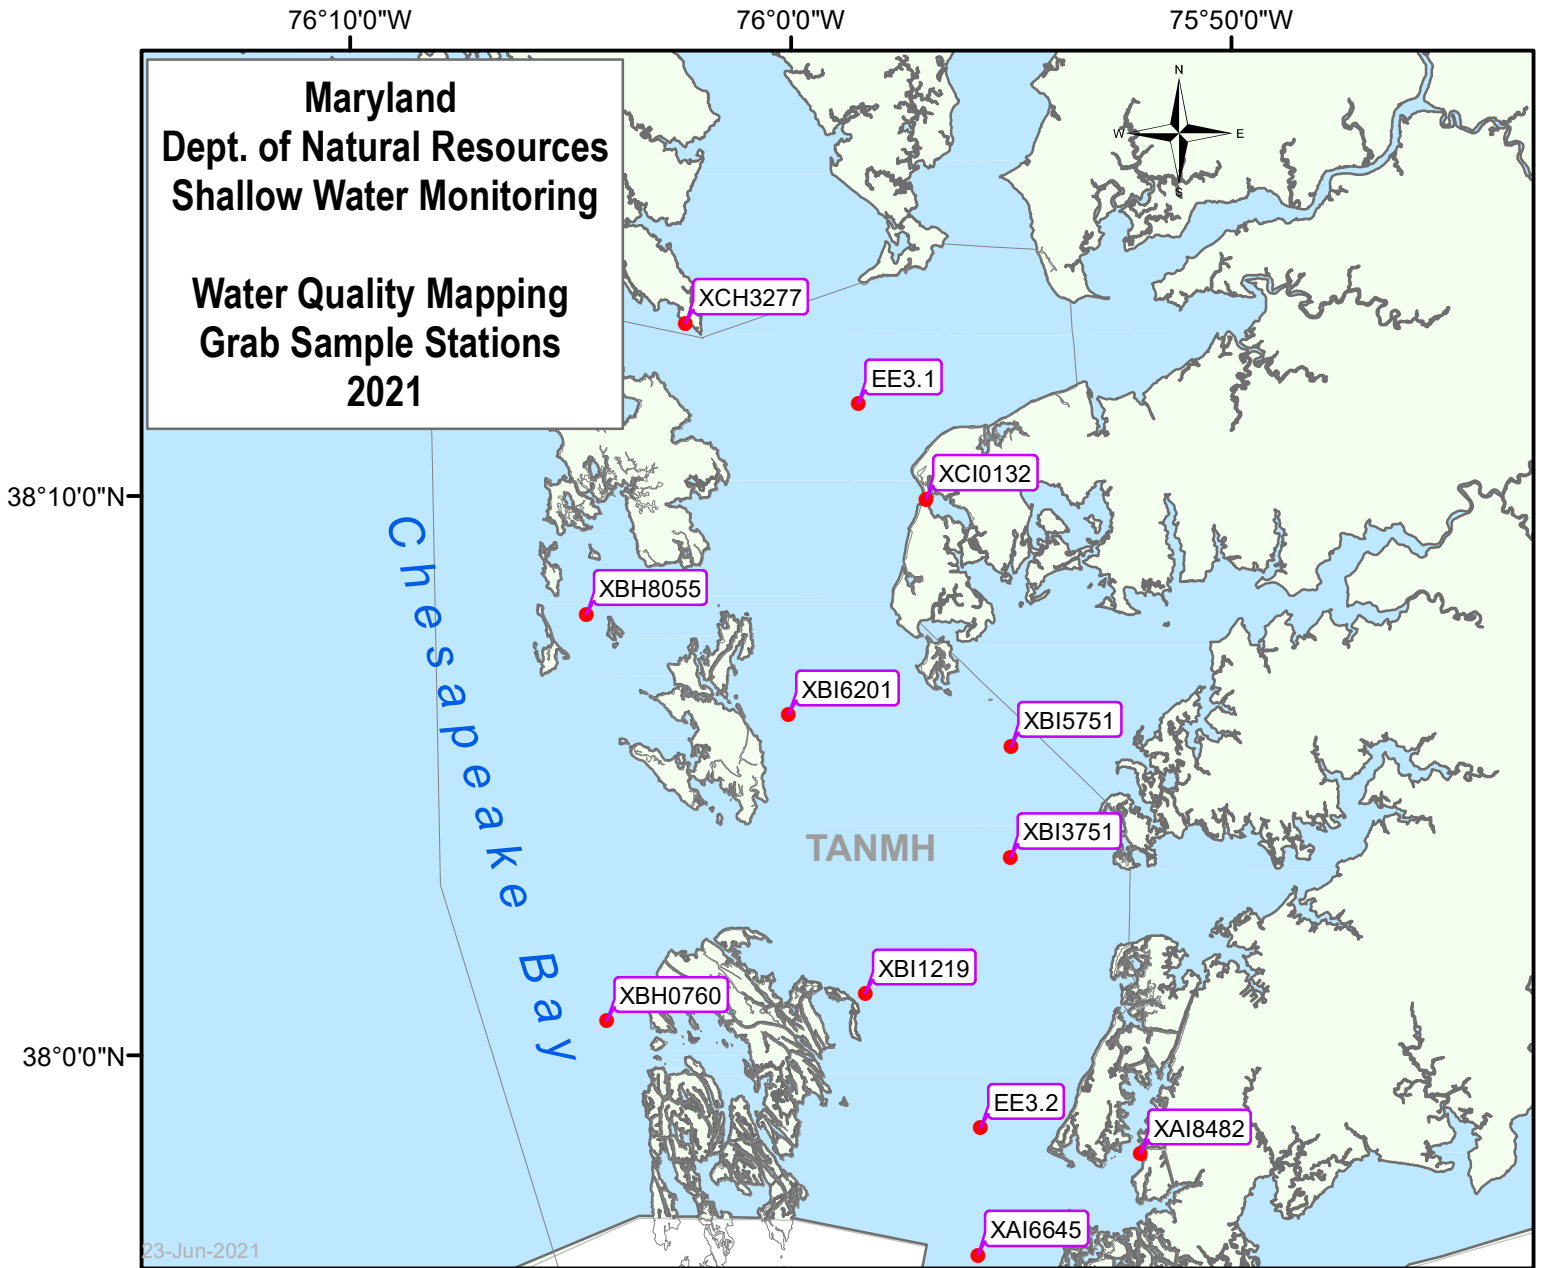 76°10'0"W
76°0'0"W
75°50'0"W
Maryland
Dept. of Natural Resources
Shallow Water Monitoring
Water Quality Mapping
Grab Sample Stations
2021
N
W
E
S
XCH3277
EE3.1
XCI0132
38°10'0"N
Chesapeake Bay
XBH8055
XBI6201
XBI5751
XBI3751
TANMH
XBI1219
XBH0760
38°0'0"N
EE3.2
XAI8482
XAI6645
23-Jun-2021